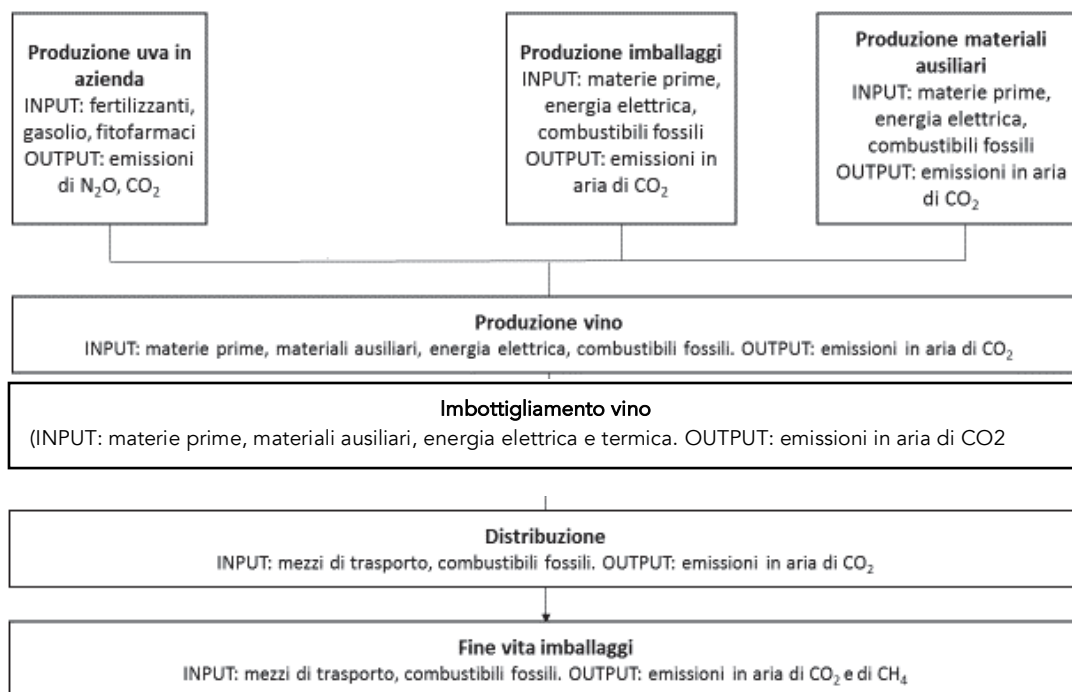 Produzione uva in
azienda
INPUT: fertilizzanti,
gasolio, fitofarmaci
OUTPUT: emissioni
di N₂O, CO₂
Produzione imballaggi
INPUT: materie prime,
energia elettrica,
combustibili fossili
OUTPUT: emissioni in
aria di CO₂
Produzione materiali
ausiliari
INPUT: materie prime,
energia elettrica,
combustibili fossili
OUTPUT: emissioni in aria
di CO₂
Produzione vino
INPUT: materie prime, materiali ausiliari, energia elettrica, combustibili fossili. OUTPUT: emissioni in aria di CO₂
Imbottigliamento vino
(INPUT: materie prime, materiali ausiliari, energia elettrica e termica. OUTPUT: emissioni in aria di CO2
Distribuzione
INPUT: mezzi di trasporto, combustibili fossili. OUTPUT: emissioni in aria di CO₂
Fine vita imballaggi
INPUT: mezzi di trasporto, combustibili fossili. OUTPUT: emissioni in aria di CO₂ e di CH₄